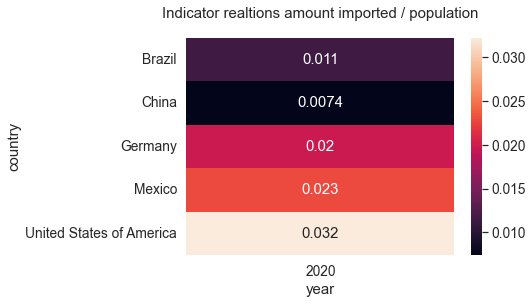 Indicator realtions amount imported / population
country
Brazil 0.011
China 0.0074
Germany 0.02
Mexico 0.023
United States of America 0.032
2020
year
0.030
0.025
0.020
0.015
0.010